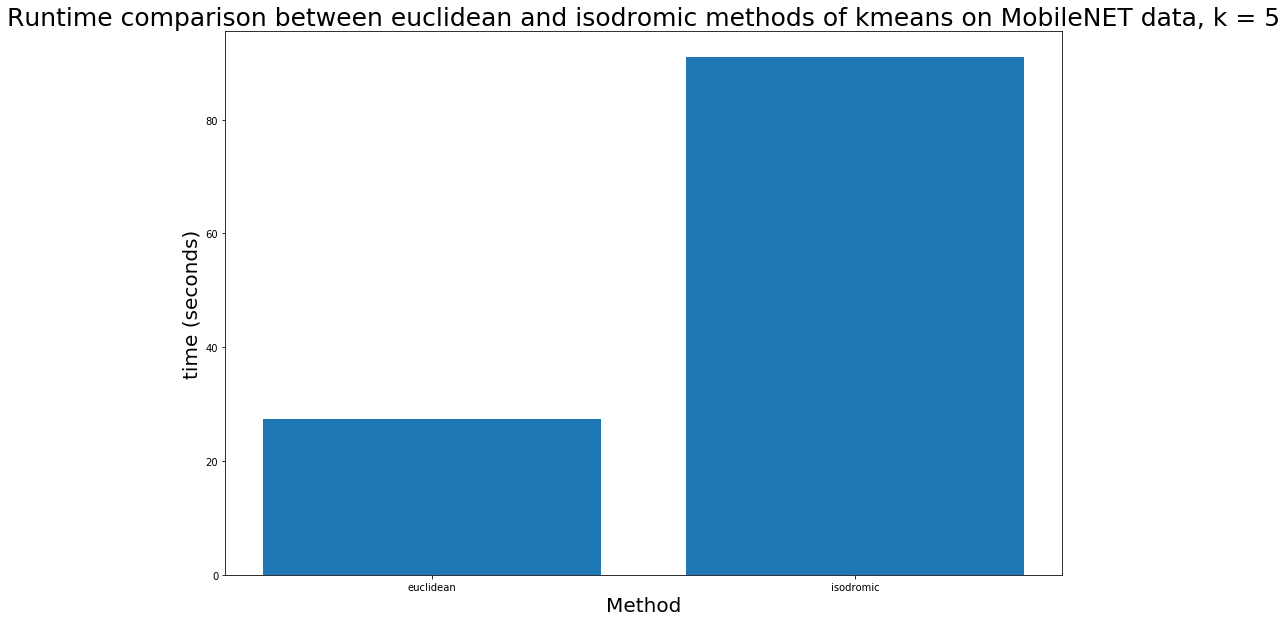 Runtime comparison between euclidean and isodromic methods of kmeans on MobileNET data, k = 5
time (seconds)
80
60
40
20
0
euclidean
isodromic
Method